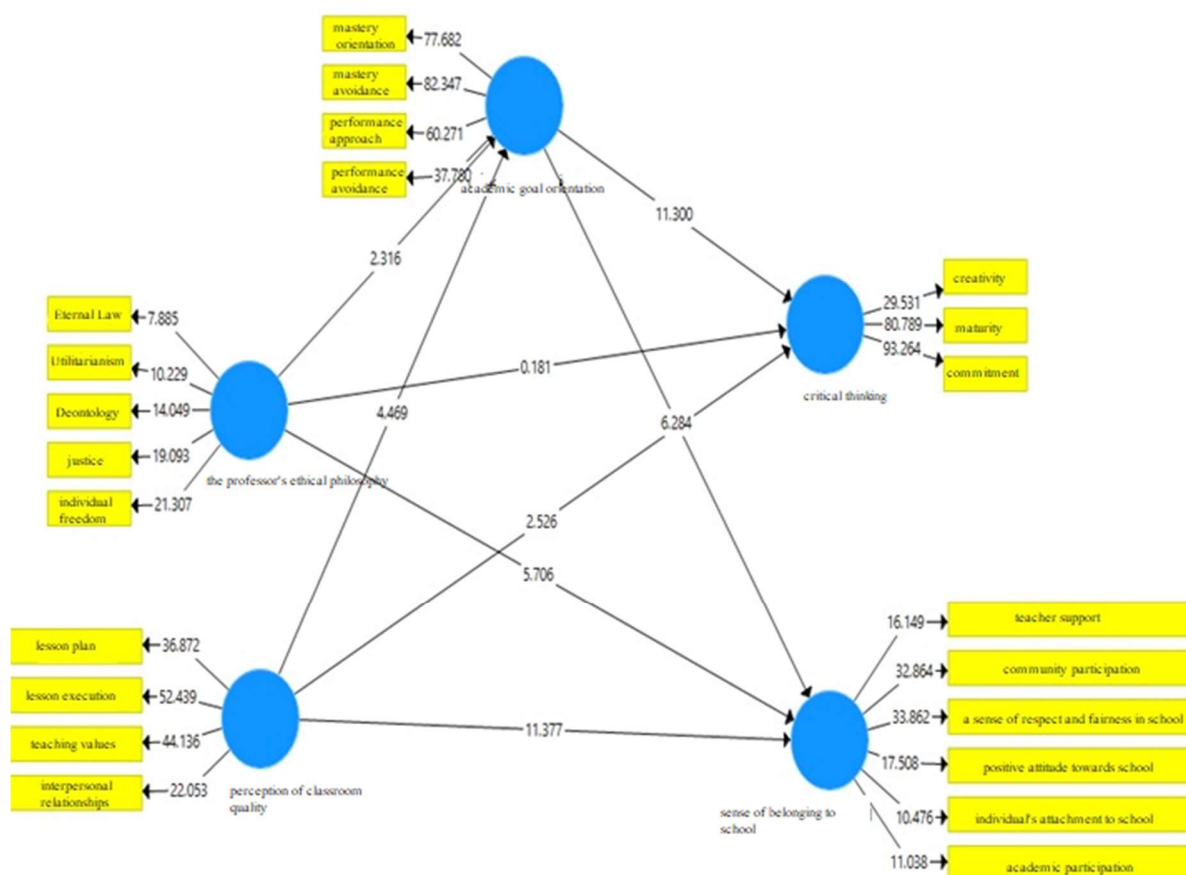 mastery
orientation
77.682
mastery
avoidance
82.347
performance
approach
60.271
performance
avoidance
37.780
academic goal orientation
11.300
2.316
creativity
29.531
maturity
80.789
commitment
93.264
critical thinking
Eternal Law
7.885
Utilitarianism
10.229
Deontology
14.049
justice
19.093
individual
freedom
21.307
the professor's ethical philosophy
0.181
4.469
6.284
2.526
5.706
lesson plan
36.872
lesson execution
52.439
teaching values
44.136
interpersonal
relationships
22.053
perception of classroom
quality
11.377
teacher support
16.149
community participation
32.864
a sense of respect and fairness in school
33.862
positive attitude towards school
17.508
individual's attachment to school
10.476
academic participation
11.038
sense of belonging to
school